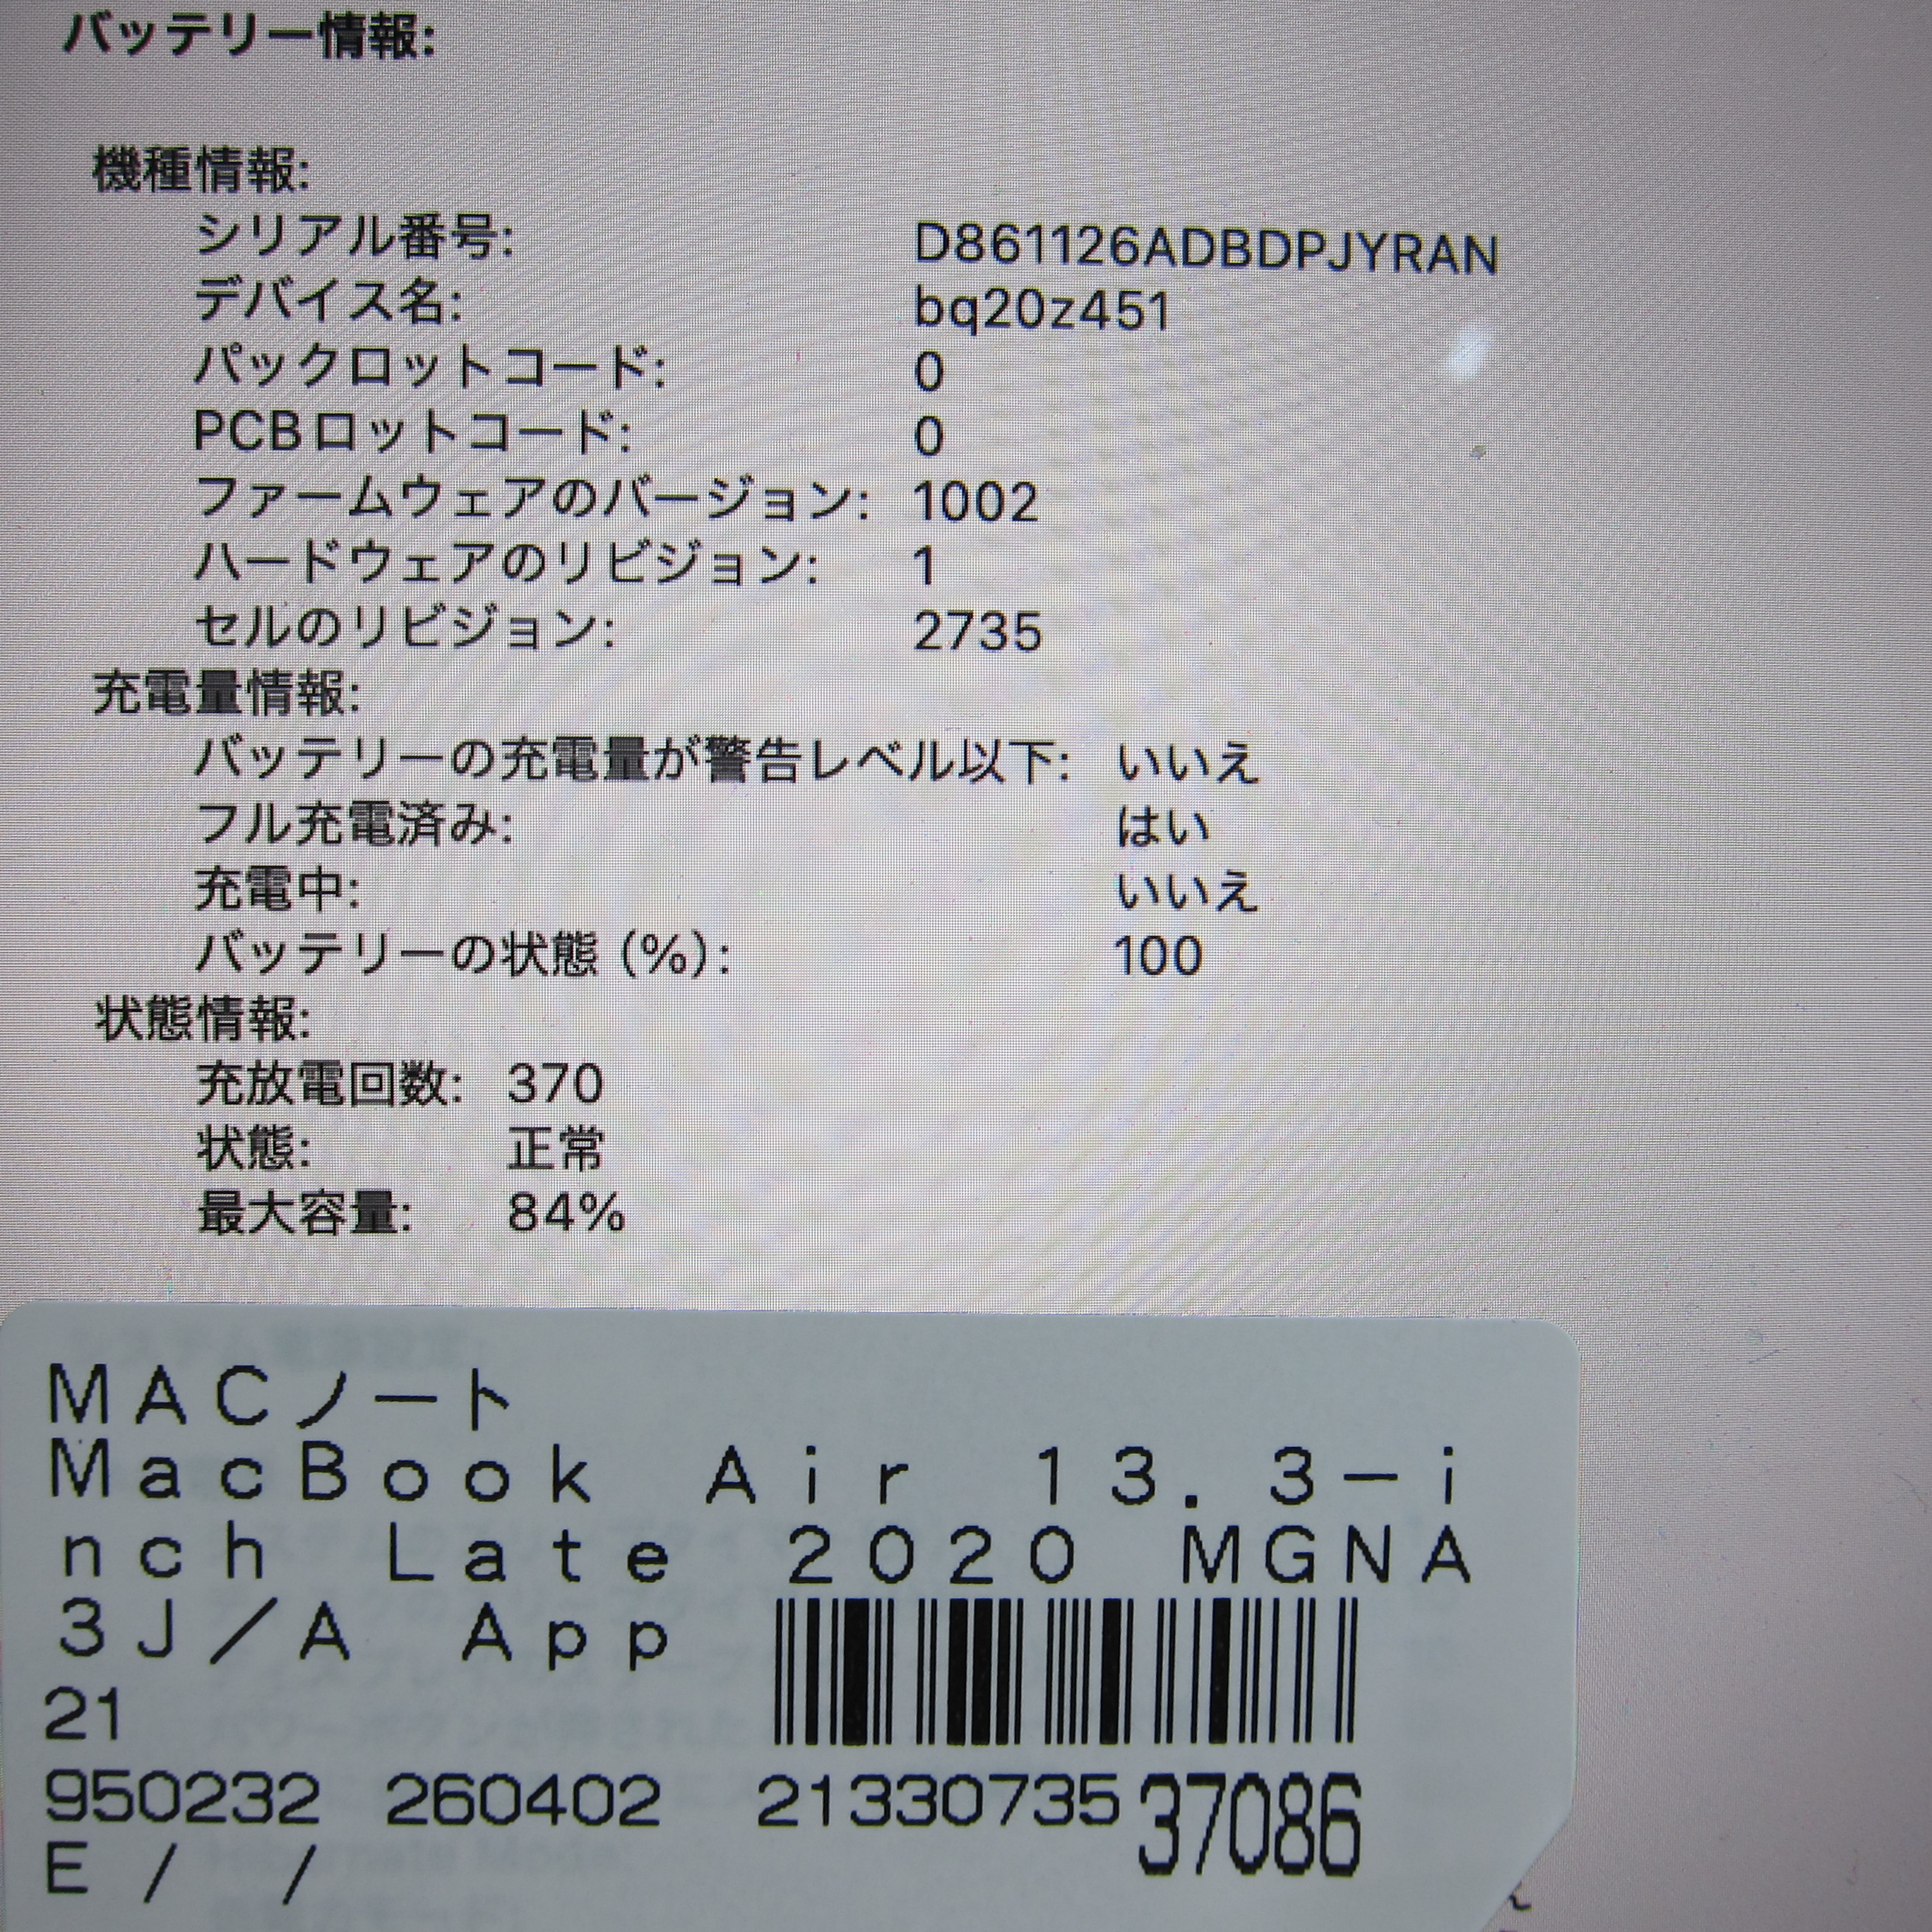 バッテリー情報:
機種情報:
シリアル番号: D861126ADBDPJYRAN
デバイス名: bq20z451
パックロットコード: 0
PCBロットコード: 0
ファームウェアのバージョン: 1002
ハードウェアのリビジョン: 1
セルのリビジョン: 2735
充電量情報:
バッテリーの充電量が警告レベル以下: いいえ
フル充電済み: はい
充電中: いいえ
バッテリーの状態 (%): 100
状態情報:
充放電回数: 370
状態: 正常
最大容量: 84%
MACノート
MacBook Air 13.3-i
nch Late 2020 MGNA
3J/A App
21
950232 260402 21330735 37086
E / /